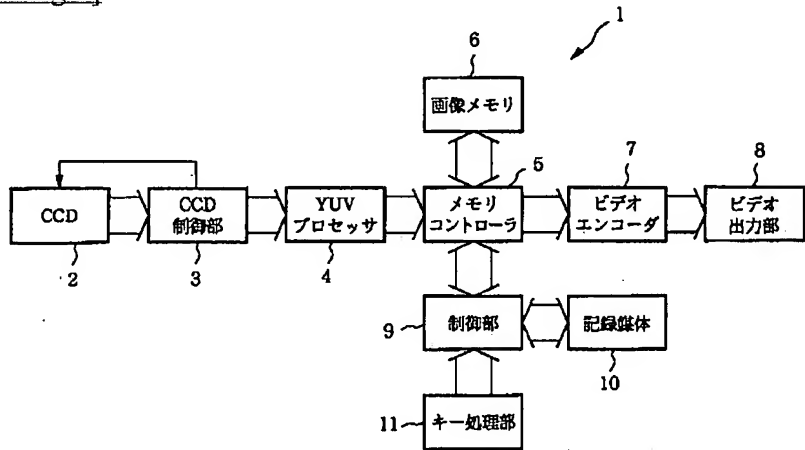 1
6
画像メモリ
5
7
8
CCD
CCD
制御部
YUV
プロセッサ
メモリ
コントローラ
ビデオ
エンコーダ
ビデオ
出力部
2
3
4
9
制御部
記録媒体
10
11
キー処理部